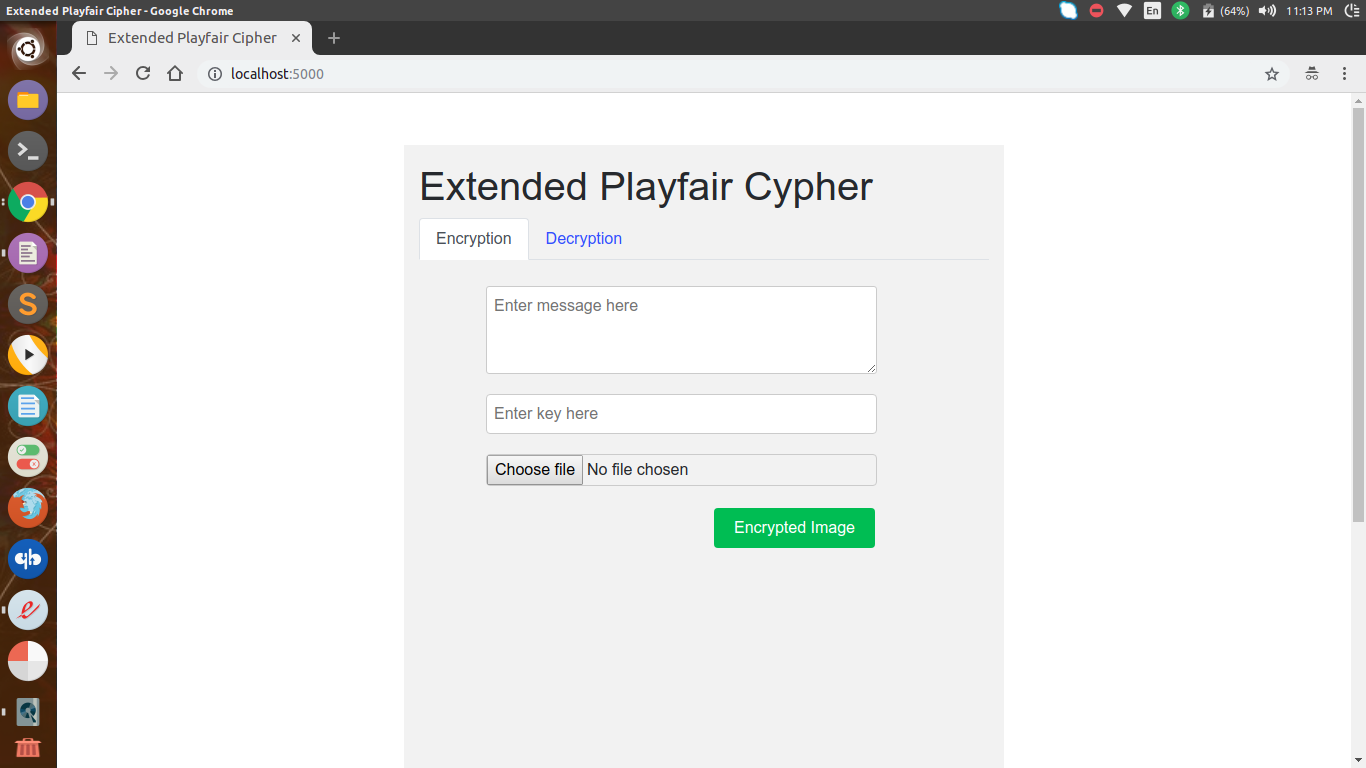 Extended Playfair Cipher - Google Chrome
En
(64%)
11:13 PM
Extended Playfair Cipher
localhost:5000
Extended Playfair Cypher
Encryption
Decryption
Enter message here
Enter key here
Choose file No file chosen
Encrypted Image
S
qb